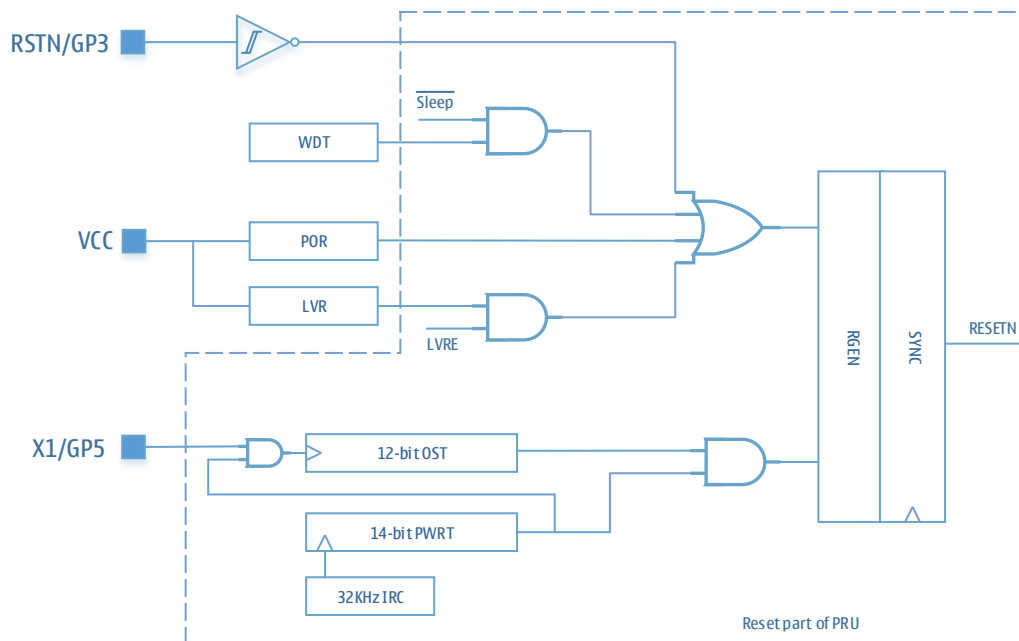 RSTN/GP3
Sleep
WDT
VCC
POR
LVR
LVRE
RGEN
SYNC
RESETN
X1/GP5
12-bit OST
14-bit PWRT
32KHz IRC
Reset part of PRU